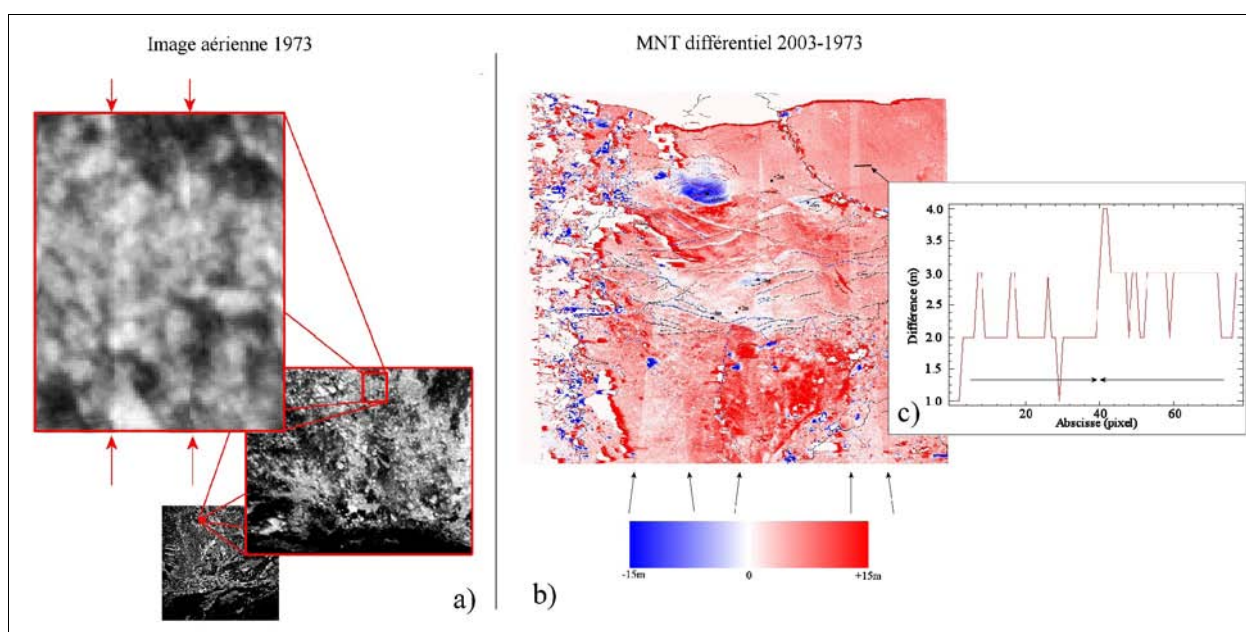 Image aérienne 1973
MNT différentiel 2003-1973
a)
b)
-15m
0
+15m
c)
Différence (m)
4.0
3.5
3.0
2.5
2.0
1.5
1.0
20
40
60
Abscisse (pixel)